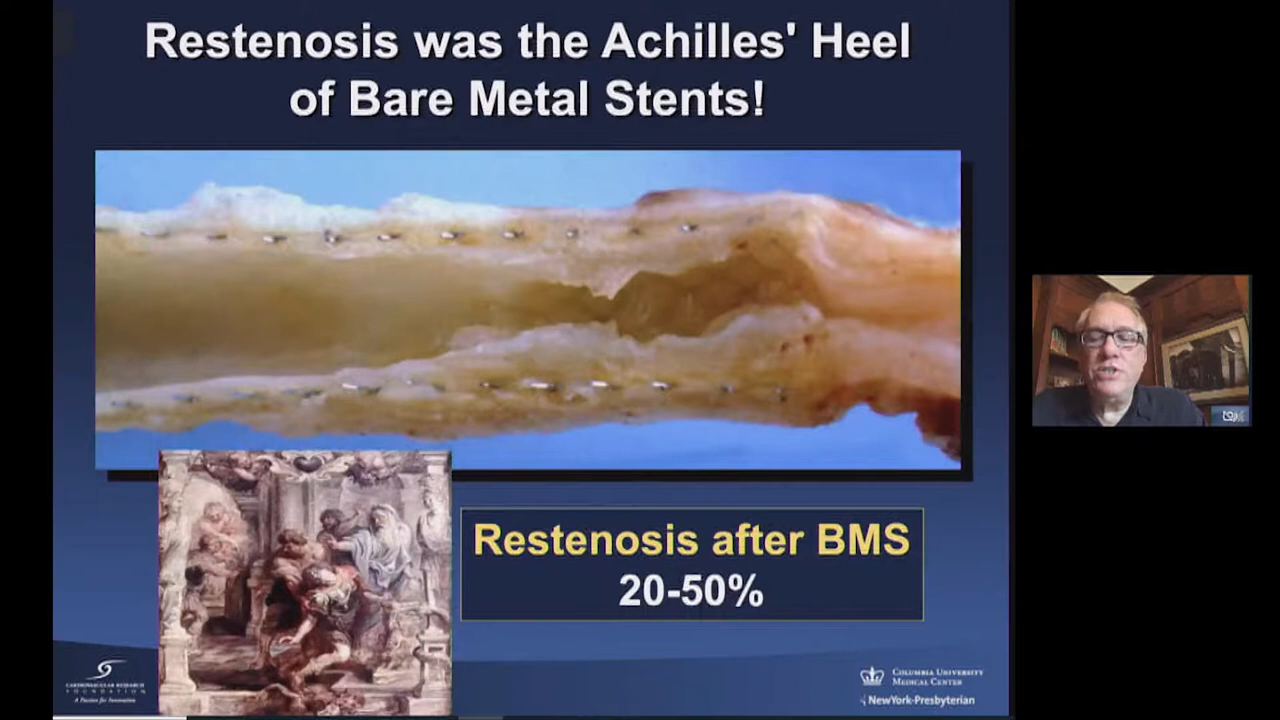 Restenosis was the Achilles' Heel
of Bare Metal Stents!
Restenosis after BMS
20-50%
CARDIOVASCULAR RESEARCH
FOUNDATION
A Passion for Innovation
COLUMBIA UNIVERSITY
MEDICAL CENTER
NewYork-Presbyterian